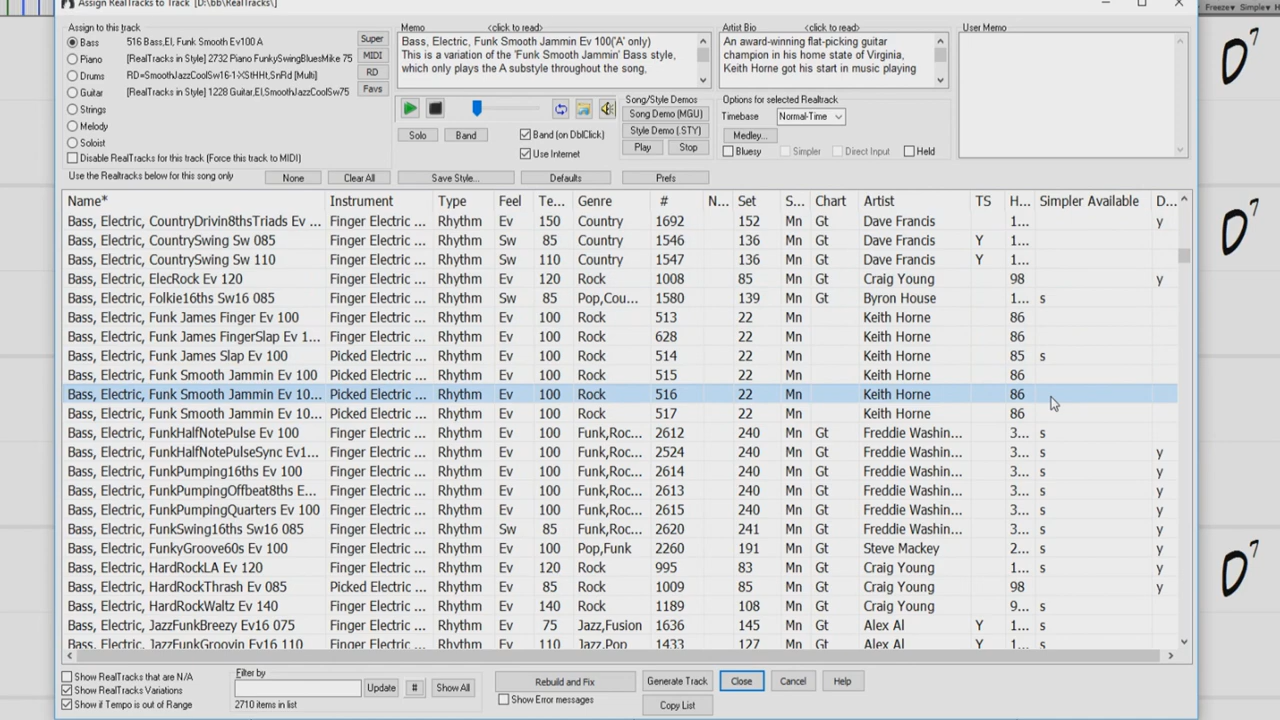 Assign RealTracks to Track [D:\bb\RealTracks\]
Freeze▾ Simple▾
Assign to this track
Bass 516 Bass,El, Funk Smooth Ev100 A
Piano [RealTracks in Style] 2732 Piano FunkySwingBluesMike 75
Drums RD=SmoothJazzCoolSw16-1-XStHHt,SnRd [Multi]
Guitar [RealTracks in Style] 1228 Guitar,El,SmoothJazzCoolSw75
Strings
Melody
Soloist
Disable RealTracks for this track (Force this track to MIDI)
Super
MIDI
RD
Favs
Memo (click to read)
Bass, Electric, Funk Smooth Jammin Ev 100('A' only)
This is a variation of the 'Funk Smooth Jammin' Bass style,
which only plays the A substyle throughout the song,
Solo Band
Band (on DblClick)
Use Internet
Song/Style Demos
Song Demo (MGU)
Style Demo (.STY)
Play Stop
Artist Bio (click to read)
An award-winning flat-picking guitar
champion in his home state of Virginia,
Keith Horne got his start in music playing
Options for selected Realtrack
Timebase Normal-Time
Medley...
Bluesy Simpler Direct Input Held
User Memo
Use the Realtracks below for this song only None Clear All Save Style... Defaults Prefs
Name* Instrument Type Feel Te... Genre # N... Set S... Chart Artist TS H... Simpler Available D...
Bass, Electric, CountryDrivin8thsTriads Ev ... Finger Electric ... Rhythm Ev 150 Country 1692 152 Mn Gt Dave Francis 1... y
Bass, Electric, CountrySwing Sw 085 Finger Electric ... Rhythm Sw 85 Country 1546 136 Mn Gt Dave Francis Y 1...
Bass, Electric, CountrySwing Sw 110 Finger Electric ... Rhythm Sw 110 Country 1547 136 Mn Gt Dave Francis Y 1...
Bass, Electric, ElecRock Ev 120 Finger Electric ... Rhythm Ev 120 Rock 1008 85 Mn Gt Craig Young 98 y
Bass, Electric, Folkie16ths Sw16 085 Finger Electric ... Rhythm Sw 85 Pop,Cou... 1580 139 Mn Gt Byron House 1... s
Bass, Electric, Funk James Finger Ev 100 Finger Electric ... Rhythm Ev 100 Rock 513 22 Mn Keith Horne 86
Bass, Electric, Funk James FingerSlap Ev 1... Finger Electric ... Rhythm Ev 100 Rock 628 22 Mn Keith Horne 86
Bass, Electric, Funk James Slap Ev 100 Picked Electric ... Rhythm Ev 100 Rock 514 22 Mn Keith Horne 85 s
Bass, Electric, Funk Smooth Jammin Ev 100 Picked Electric ... Rhythm Ev 100 Rock 515 22 Mn Keith Horne 86
Bass, Electric, Funk Smooth Jammin Ev 10... Picked Electric ... Rhythm Ev 100 Rock 516 22 Mn Keith Horne 86
Bass, Electric, Funk Smooth Jammin Ev 10... Picked Electric ... Rhythm Ev 100 Rock 517 22 Mn Keith Horne 86
Bass, Electric, FunkHalfNotePulse Ev 100 Finger Electric ... Rhythm Ev 100 Funk,Roc... 2612 240 Mn Gt Freddie Washin... 3... s
Bass, Electric, FunkHalfNotePulseSync Ev1... Finger Electric ... Rhythm Ev 100 Funk,Roc... 2524 240 Mn Gt Freddie Washin... 3... s y
Bass, Electric, FunkPumping16ths Ev 100 Finger Electric ... Rhythm Ev 100 Funk,Roc... 2614 240 Mn Gt Freddie Washin... 3... s y
Bass, Electric, FunkPumpingOffbeat8ths E... Finger Electric ... Rhythm Ev 100 Funk,Roc... 2613 240 Mn Gt Freddie Washin... 3... s y
Bass, Electric, FunkPumpingQuarters Ev 100 Finger Electric ... Rhythm Ev 100 Funk,Roc... 2615 240 Mn Gt Freddie Washin... 3... s y
Bass, Electric, FunkSwing16ths Sw16 085 Finger Electric ... Rhythm Sw 85 Funk,Roc... 2620 241 Mn Gt Freddie Washin... 3... s y
Bass, Electric, FunkyGroove60s Ev 100 Finger Electric ... Rhythm Ev 100 Pop,Funk 2260 191 Mn Gt Steve Mackey 2... s y
Bass, Electric, HardRockLA Ev 120 Finger Electric ... Rhythm Ev 120 Rock 995 83 Mn Gt Craig Young 1... s y
Bass, Electric, HardRockThrash Ev 085 Picked Electric ... Rhythm Ev 85 Rock 1009 85 Mn Gt Craig Young 98 y
Bass, Electric, HardRockWaltz Ev 140 Finger Electric ... Rhythm Ev 140 Rock 1189 108 Mn Gt Craig Young 9... s
Bass, Electric, JazzFunkBreezy Ev16 075 Finger Electric ... Rhythm Ev 75 Jazz,Fusion 1636 145 Mn Gt Alex Al Y 1... s y
Bass, Electric, JazzFunkGroovin Ev16 110 Finger Electric ... Rhythm Ev 110 Jazz,Pop 1433 127 Mn Gt Alex Al Y 1... s y
Show RealTracks that are N/A
Show RealTracks Variations
Show if Tempo is out of Range
Filter by
Update # Show All
2710 items in list
Rebuild and Fix
Show Error messages
Generate Track Close Cancel Help
Copy List
D7
D7
D7